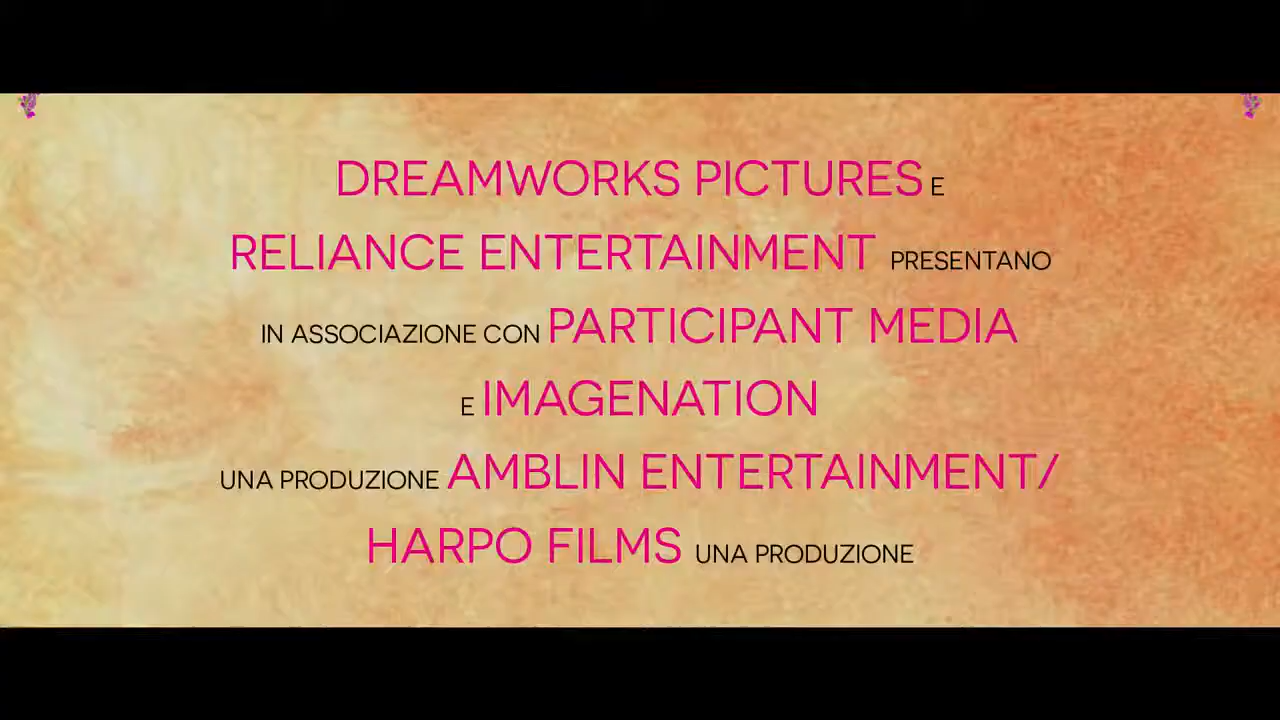 DREAMWORKS PICTURES E
RELIANCE ENTERTAINMENT PRESENTANO
IN ASSOCIAZIONE CON PARTICIPANT MEDIA
E IMAGENATION
UNA PRODUZIONE AMBLIN ENTERTAINMENT/
HARPO FILMS UNA PRODUZIONE